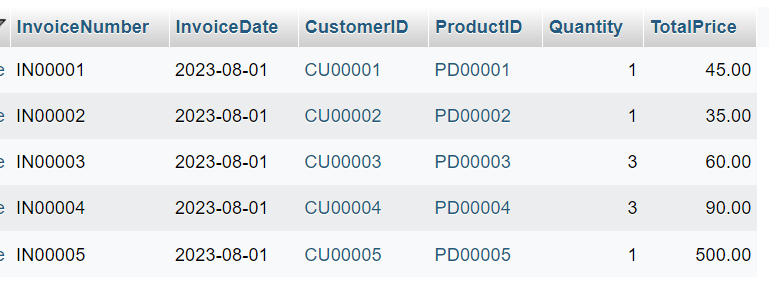 InvoiceNumber InvoiceDate CustomerID ProductID Quantity TotalPrice
e IN00001 2023-08-01 CU00001 PD00001 1 45.00
e IN00002 2023-08-01 CU00002 PD00002 1 35.00
e IN00003 2023-08-01 CU00003 PD00003 3 60.00
e IN00004 2023-08-01 CU00004 PD00004 3 90.00
e IN00005 2023-08-01 CU00005 PD00005 1 500.00